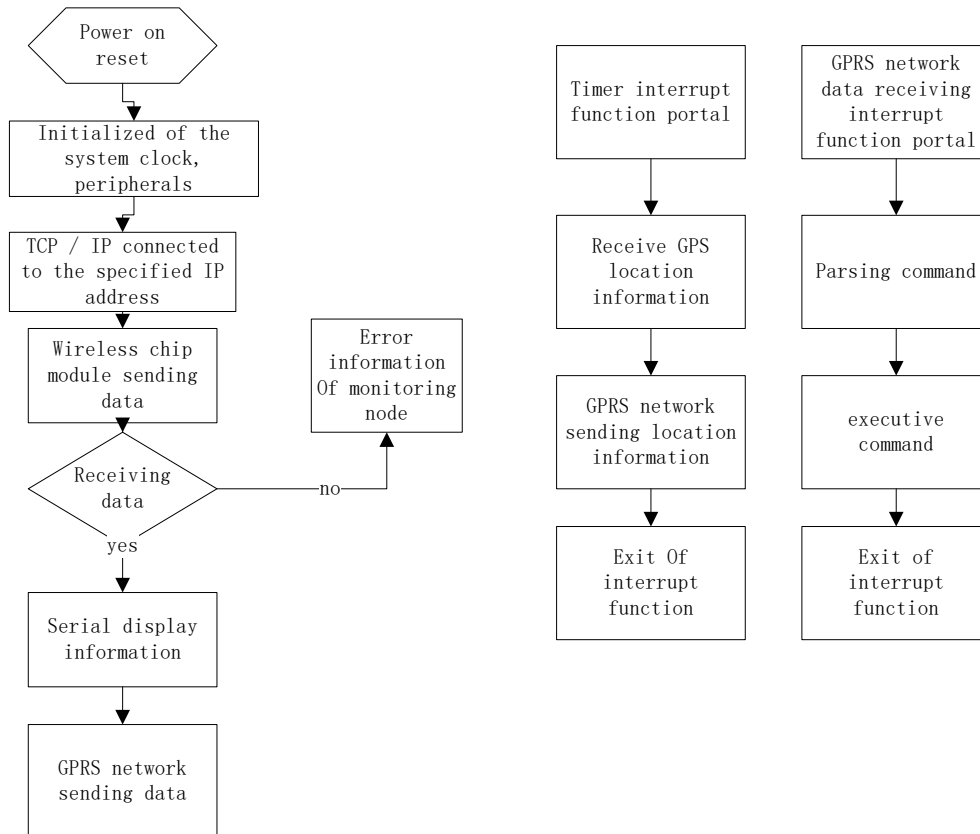 Power on
reset
Initialized of the
system clock,
peripherals
TCP / IP connected
to the specified IP
address
Wireless chip
module sending
data
Error
information
Of monitoring
node
Receiving
data
no
yes
Serial display
information
GPRS network
sending data
Timer interrupt
function portal
Receive GPS
location
information
GPRS network
sending location
information
Exit Of
interrupt
function
GPRS network
data receiving
interrupt
function portal
Parsing command
executive
command
Exit of
interrupt
function